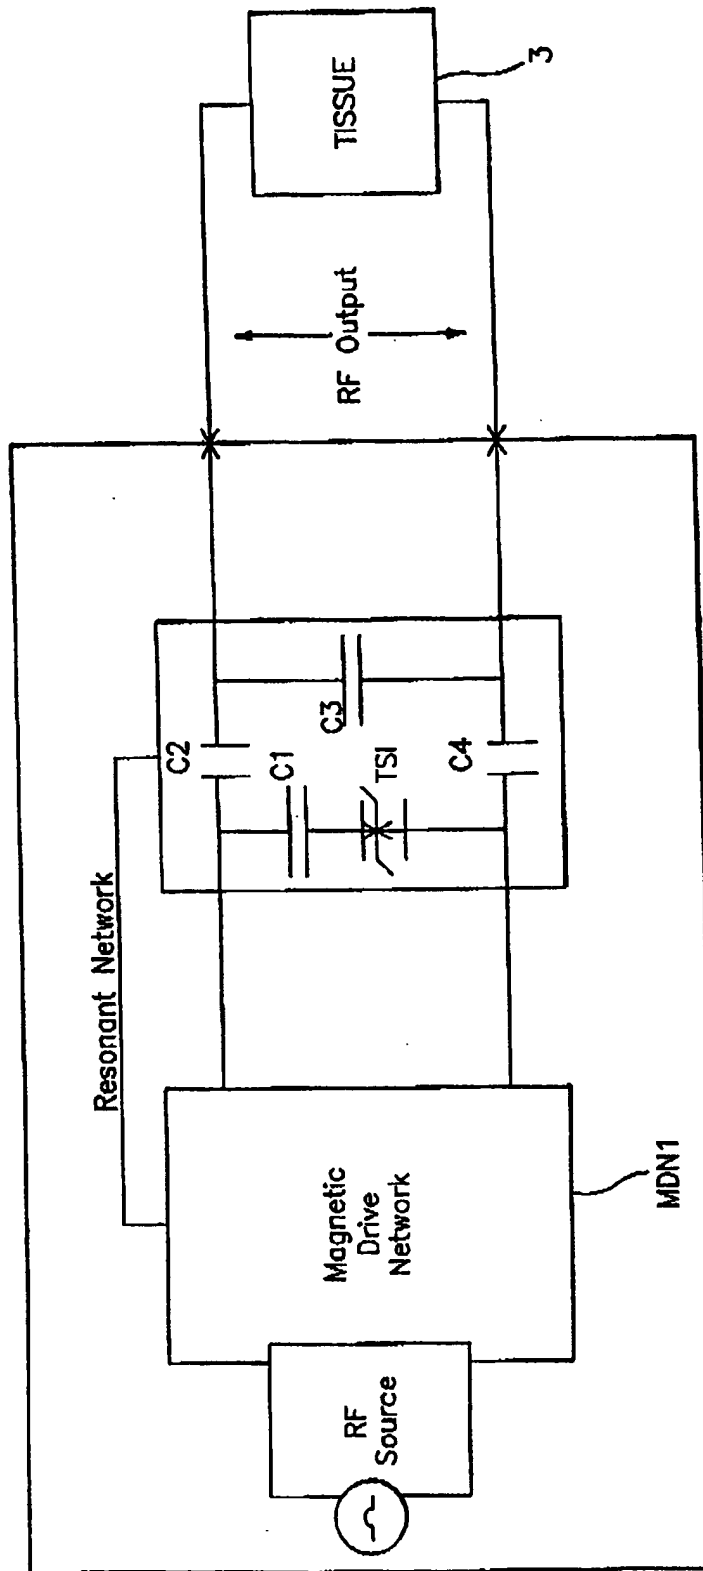 RF
Source
Magnetic
Drive
Network
MDN1
Resonant Network
C2
C1
TSI
C3
C4
RF Output
TISSUE
3